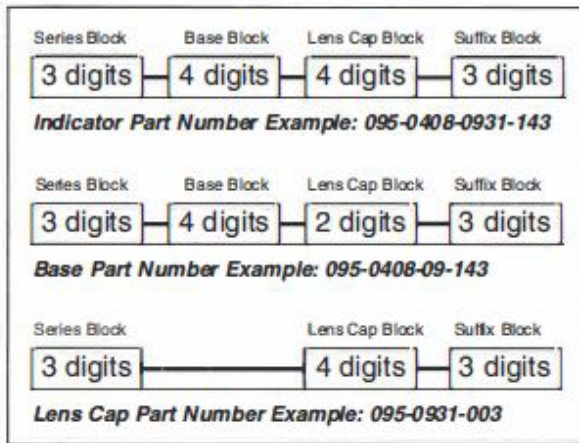 Series Block Base Block Lens Cap Block Suffix Block
3 digits 4 digits 4 digits 3 digits
Indicator Part Number Example: 095-0408-0931-143
Series Block Base Block Lens Cap Block Suffix Block
3 digits 4 digits 2 digits 3 digits
Base Part Number Example: 095-0408-09-143
Series Block Lens Cap Block Suffix Block
3 digits 4 digits 3 digits
Lens Cap Part Number Example: 095-0931-003